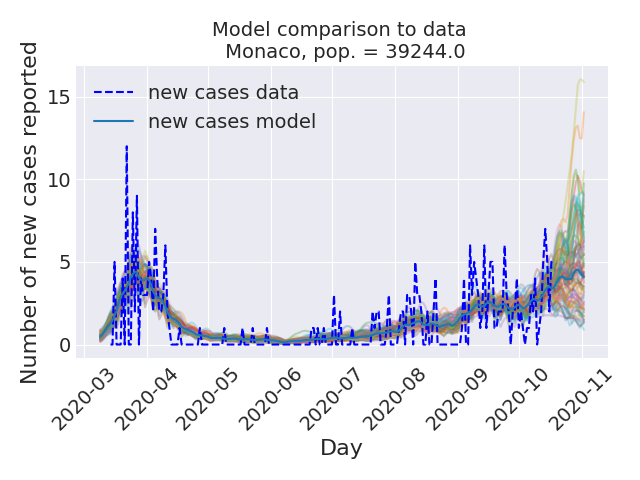 Model comparison to data
Monaco, pop. = 39244.0
Number of new cases reported
15
10
5
0
new cases data
new cases model
2020-03
2020-04
2020-05
2020-06
2020-07
2020-08
2020-09
2020-10
2020-11
Day